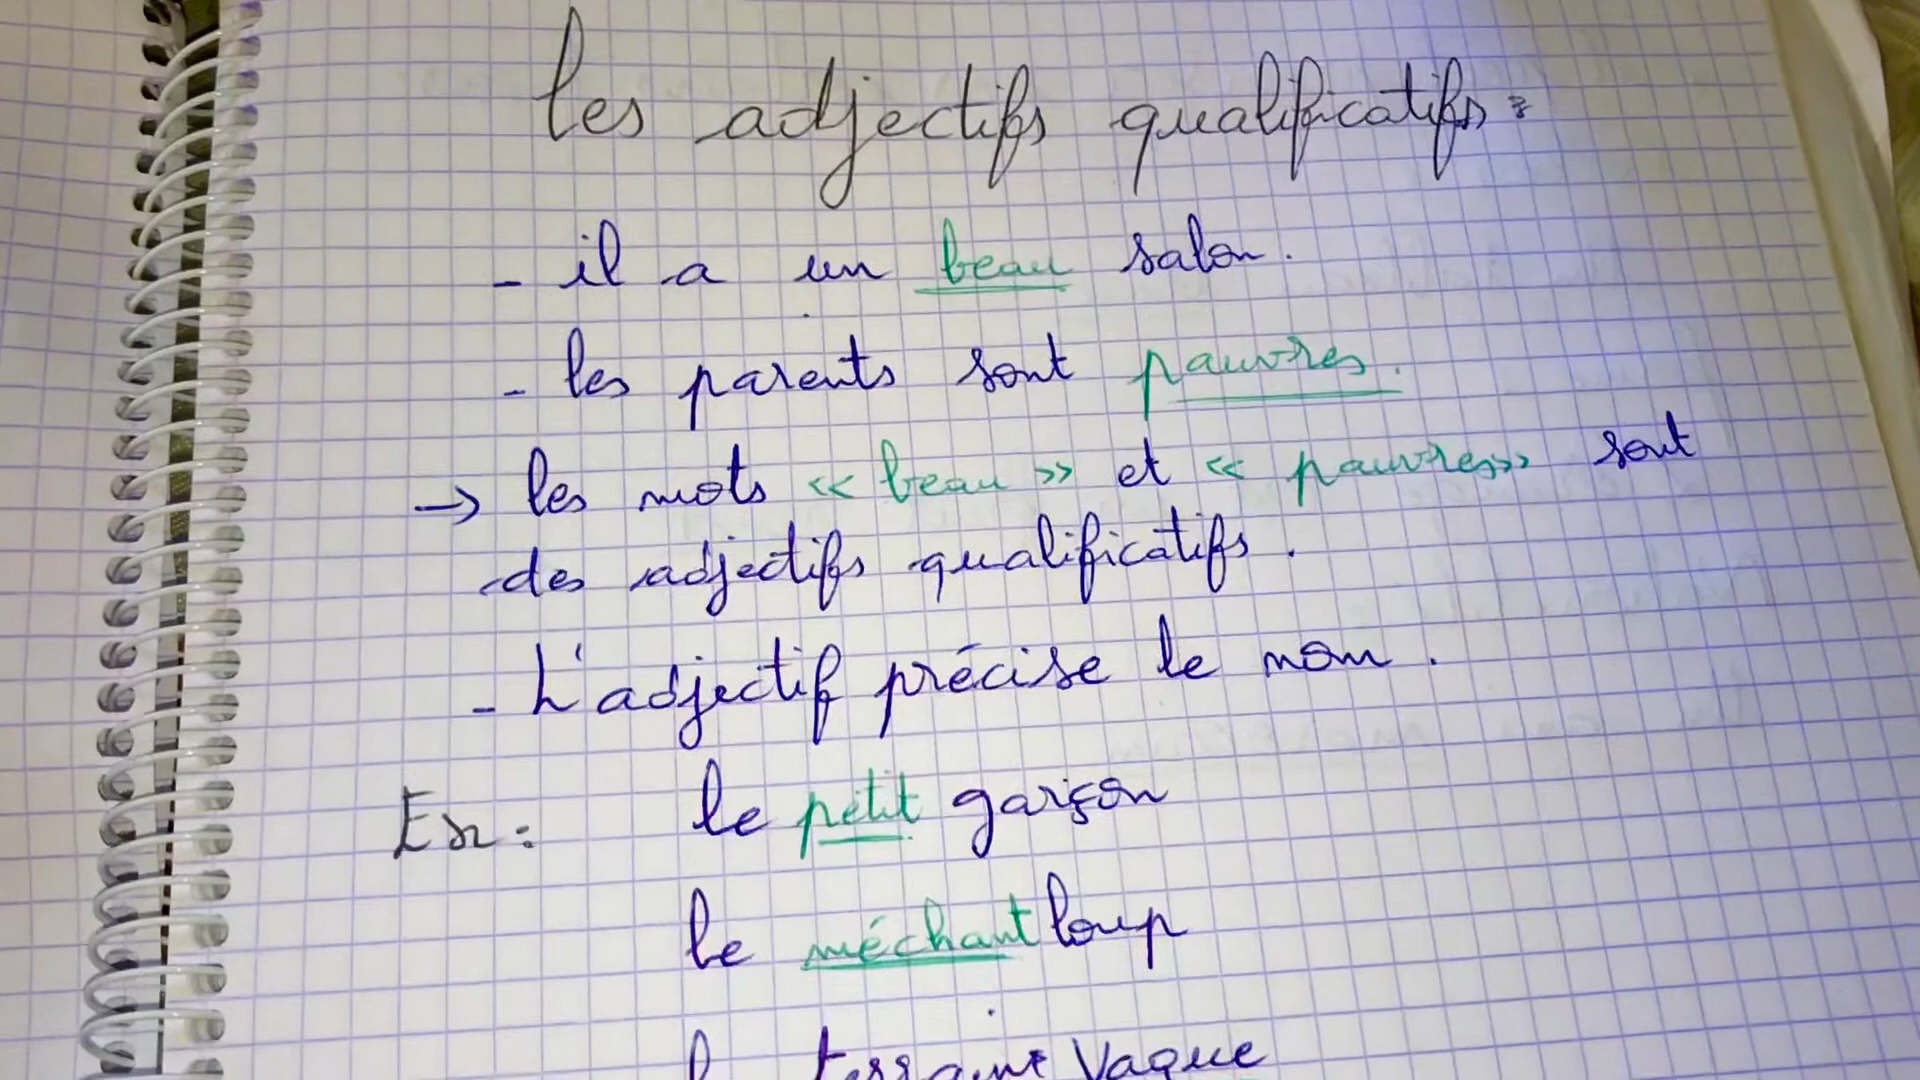 les adjectifs qualificatifs :
- il a un beau salon.
- les parents sont pauvres.
→ les mots « beau » et « pauvres » sont
des adjectifs qualificatifs.
- L'adjectif précise le nom.
Ex : le petit garçon
le méchant loup
terrain Vague